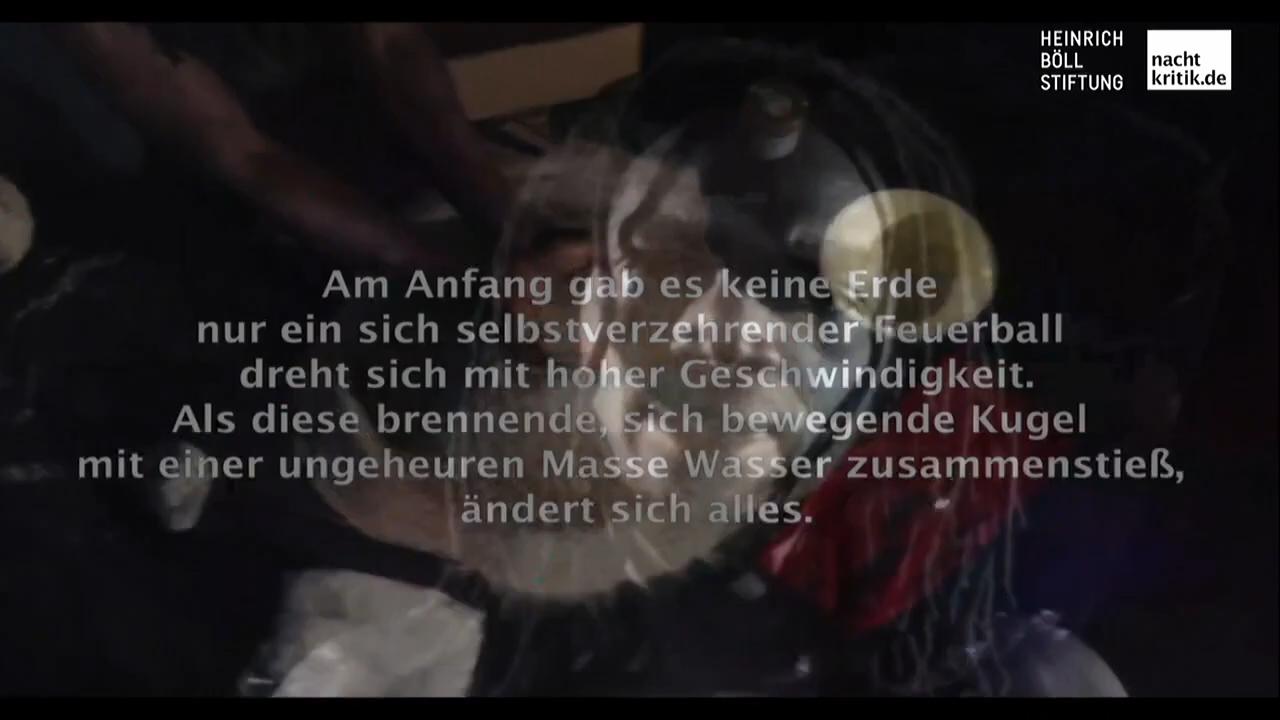 HEINRICH
BÖLL
STIFTUNG
nacht
kritik.de
Am Anfang gab es keine Erde
nur ein sich selbstverzehrender Feuerball
dreht sich mit hoher Geschwindigkeit.
Als diese brennende, sich bewegende Kugel
mit einer ungeheuren Masse Wasser zusammenstieß,
ändert sich alles.